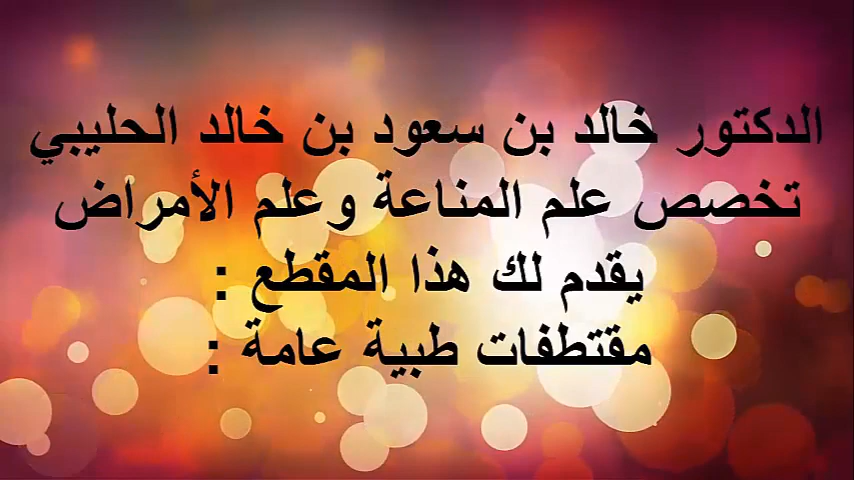 الدكتور خالد بن سعود بن خالد الحليبي
تخصص علم المناعة وعلم الأمراض
يقدم لك هذا المقطع :
مقتطفات طبية عامة :